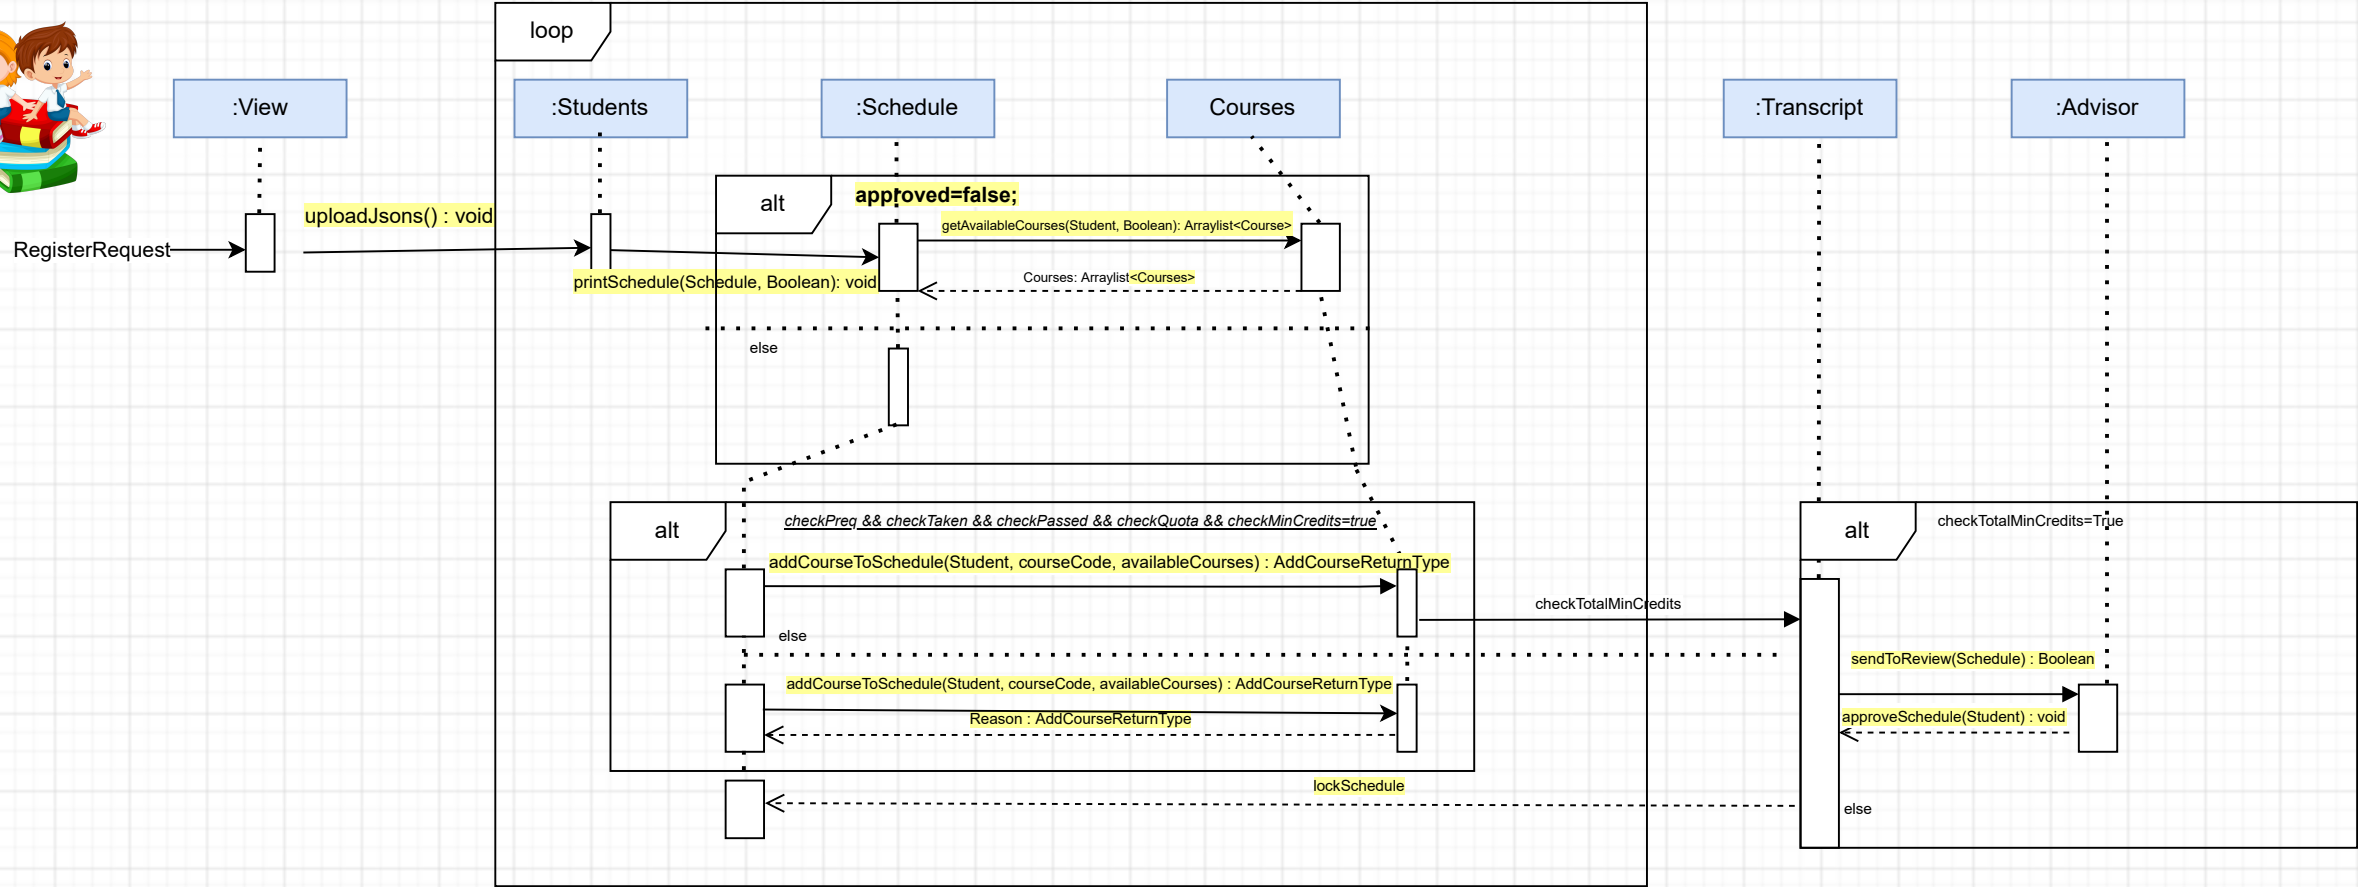 loop
:View
:Students
:Schedule
Courses
:Transcript
:Advisor
alt
approved=false;
uploadJsons() : void
getAvailableCourses(Student, Boolean): Arraylist<Course>
RegisterRequest
printSchedule(Schedule, Boolean): void
Courses: Arraylist<Courses>
else
alt
checkPreq && checkTaken && checkPassed && checkQuota && checkMinCredits=true
alt
checkTotalMinCredits=True
addCourseToSchedule(Student, courseCode, availableCourses) : AddCourseReturnType
checkTotalMinCredits
else
sendToReview(Schedule) : Boolean
addCourseToSchedule(Student, courseCode, availableCourses) : AddCourseReturnType
Reason : AddCourseReturnType
approveSchedule(Student) : void
lockSchedule
else